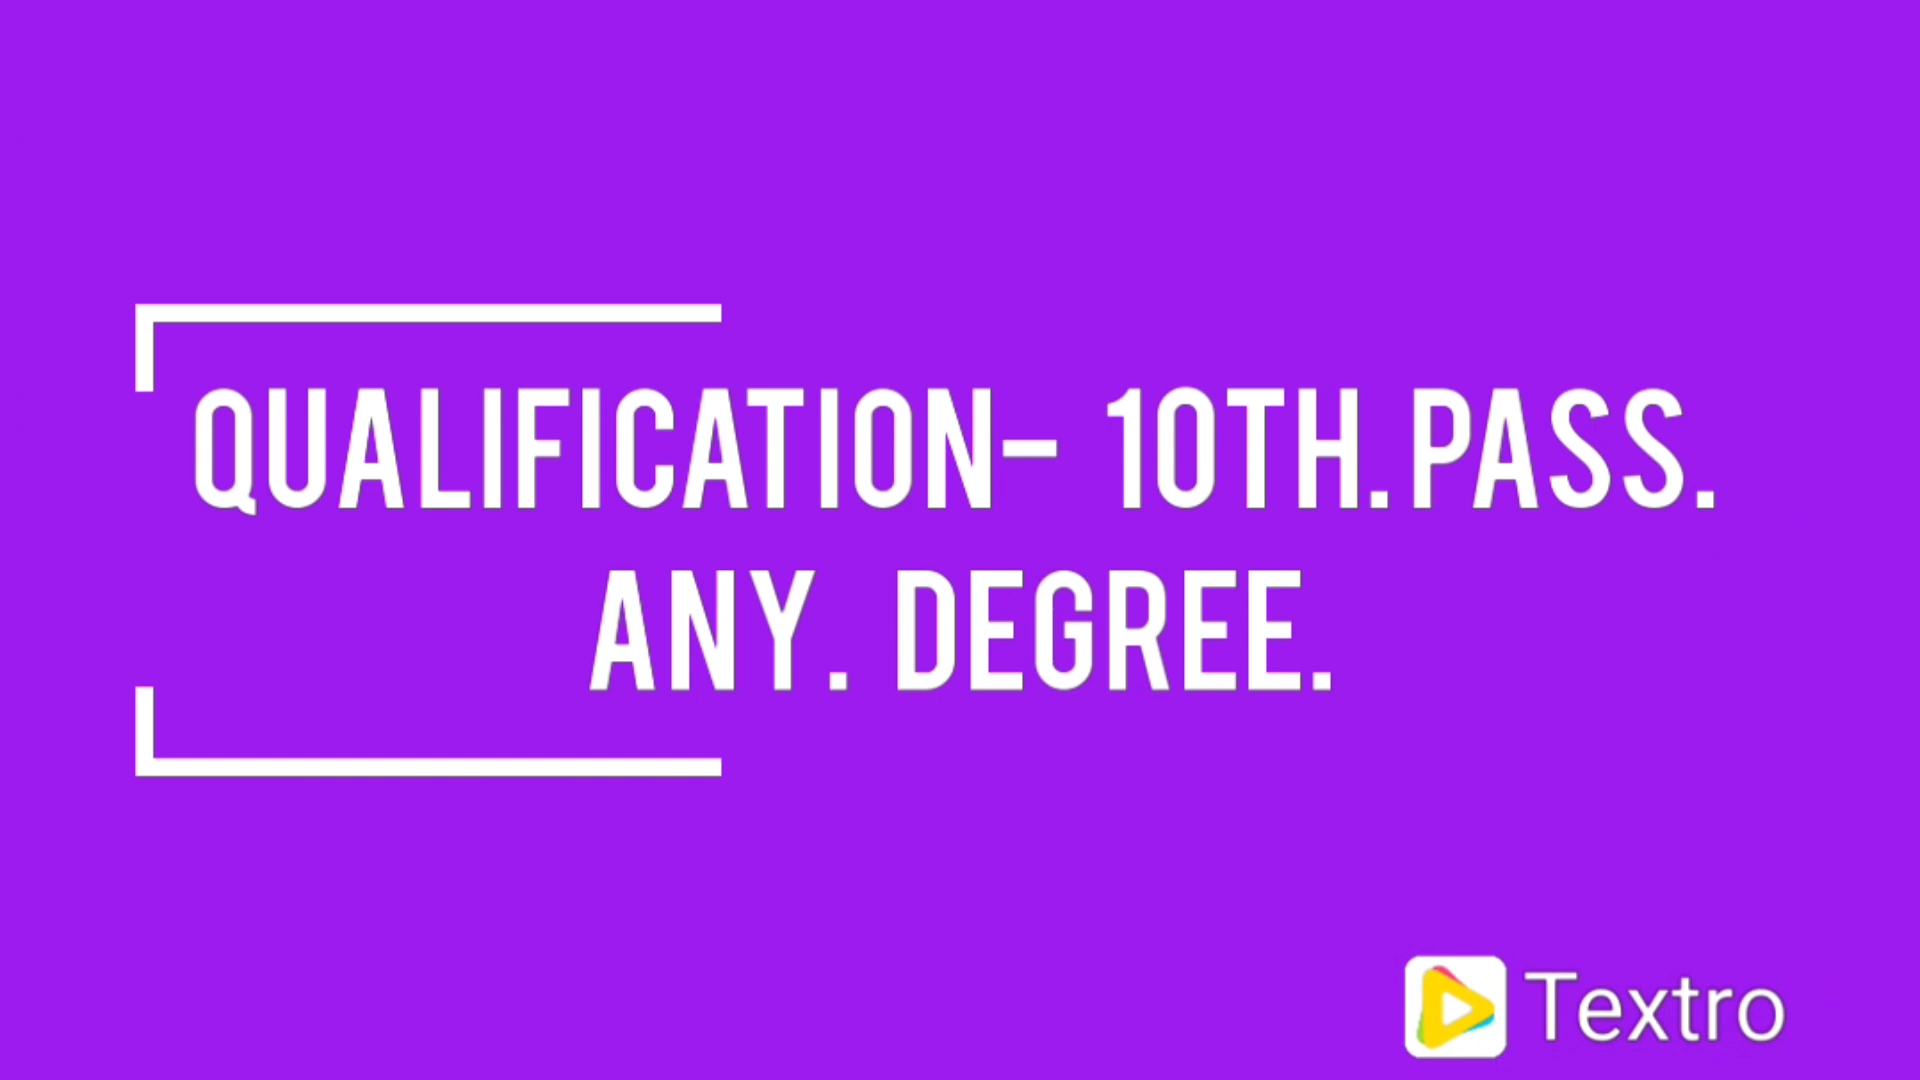 QUALIFICATION- 10TH.PASS.
ANY. DEGREE.
Textro